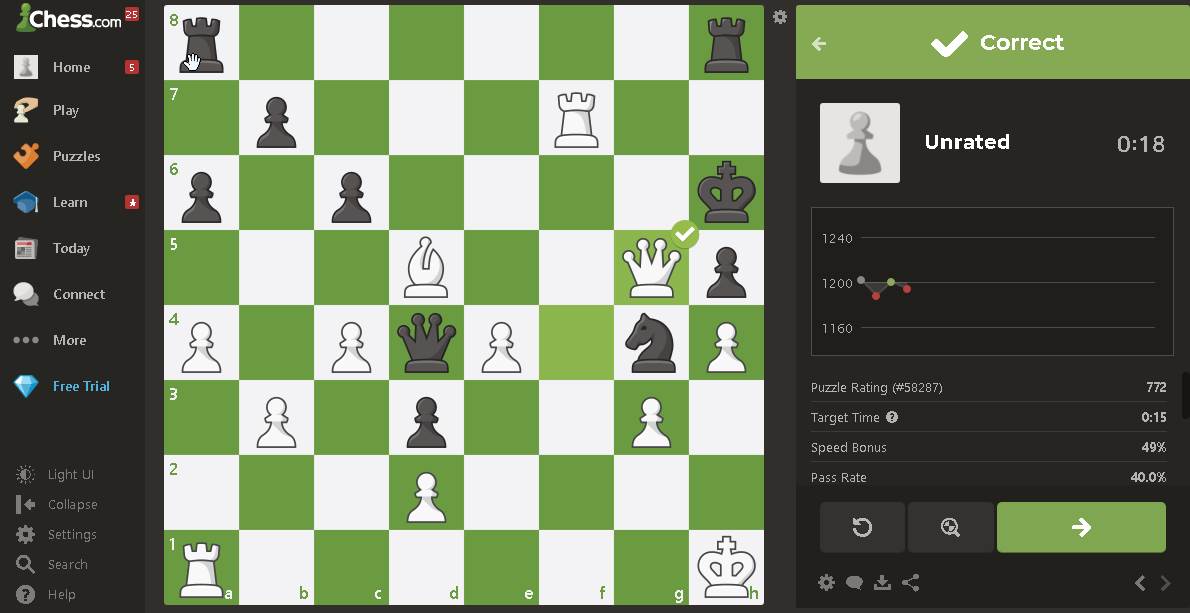 Chess.com 25
Home 5
Play
Puzzles
Learn
Today
Connect
More
Free Trial
Light UI
Collapse
Settings
Search
Help
8
7
6
5
4
3
2
1
a b c d e f g h
Correct
Unrated 0:18
1240
1200
1160
Puzzle Rating (#58287) 772
Target Time ? 0:15
Speed Bonus 49%
Pass Rate 40.0%